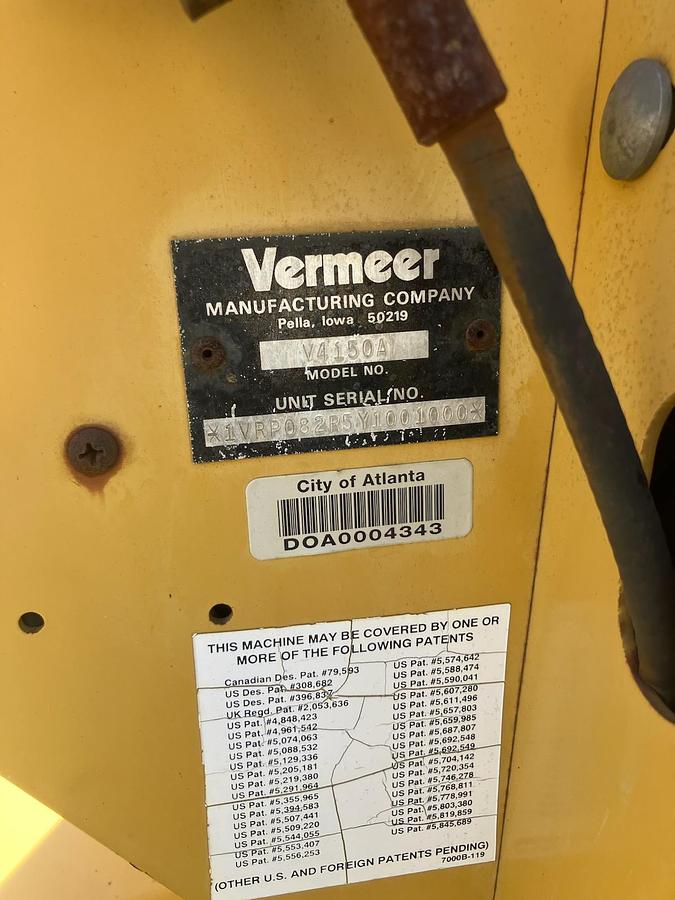 Vermeer
MANUFACTURING COMPANY
Pella, Iowa 50219
V4150A
MODEL NO.
UNIT SERIAL NO.
*1VRP082R5Y1001000*
City of Atlanta
DOA0004343
THIS MACHINE MAY BE COVERED BY ONE OR
MORE OF THE FOLLOWING PATENTS
Canadian Des. Pat. #79,593
US Des. Pat. #308,682
US Des. Pat. #396,837
UK Regd. Pat. #2,053,636
US Pat. #4,848,423
US Pat. #4,961,542
US Pat. #5,074,063
US Pat. #5,088,532
US Pat. #5,129,336
US Pat. #5,205,181
US Pat. #5,219,380
US Pat. #5,291,964
US Pat. #5,355,965
US Pat. #5,394,583
US Pat. #5,507,441
US Pat. #5,509,220
US Pat. #5,544,055
US Pat. #5,553,407
US Pat. #5,556,253
US Pat. #5,574,642
US Pat. #5,588,474
US Pat. #5,590,041
US Pat. #5,607,280
US Pat. #5,611,496
US Pat. #5,657,803
US Pat. #5,659,985
US Pat. #5,687,807
US Pat. #5,692,548
US Pat. #5,692,549
US Pat. #5,704,142
US Pat. #5,720,354
US Pat. #5,746,278
US Pat. #5,768,811
US Pat. #5,778,991
US Pat. #5,803,380
US Pat. #5,819,859
US Pat. #5,845,689
(OTHER U.S. AND FOREIGN PATENTS PENDING)
7000B-119